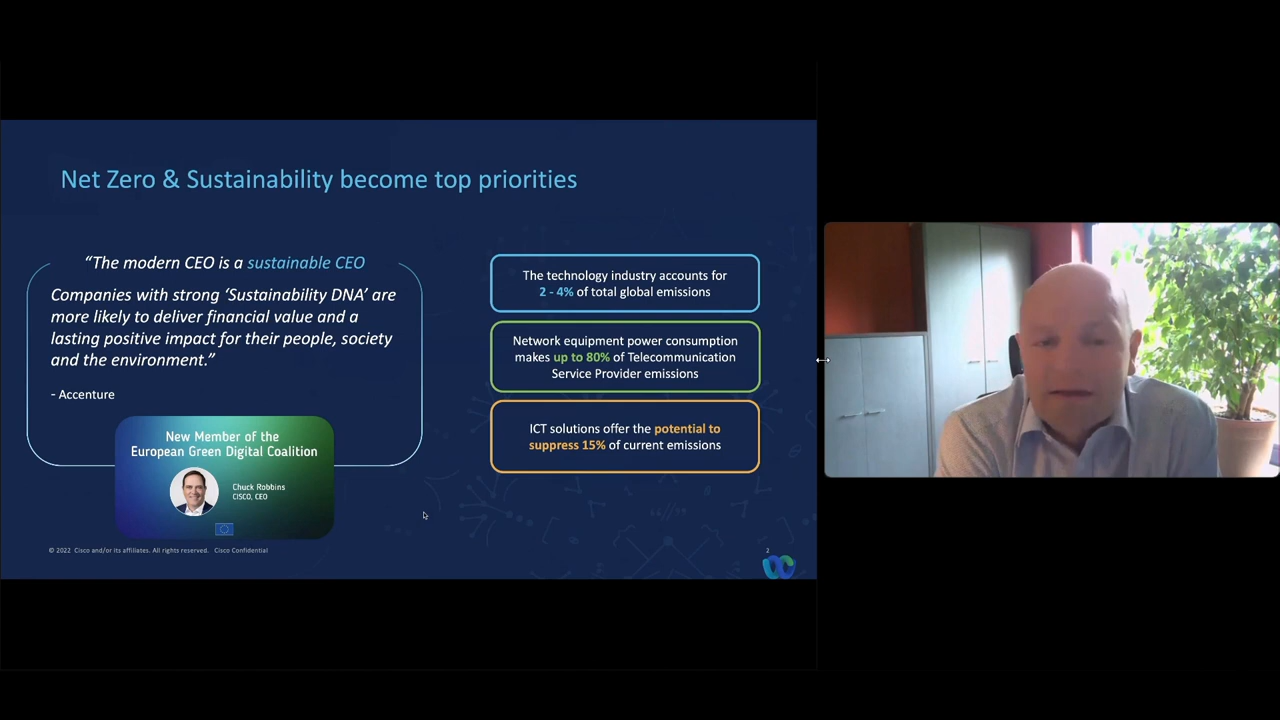 Net Zero & Sustainability become top priorities
“The modern CEO is a sustainable CEO
Companies with strong ‘Sustainability DNA’ are
more likely to deliver financial value and a
lasting positive impact for their people, society
and the environment.”
- Accenture
New Member of the
European Green Digital Coalition
Chuck Robbins
CISCO, CEO
The technology industry accounts for
2 - 4% of total global emissions
Network equipment power consumption
makes up to 80% of Telecommunication
Service Provider emissions
ICT solutions offer the potential to
suppress 15% of current emissions
© 2022 Cisco and/or its affiliates. All rights reserved. Cisco Confidential
2